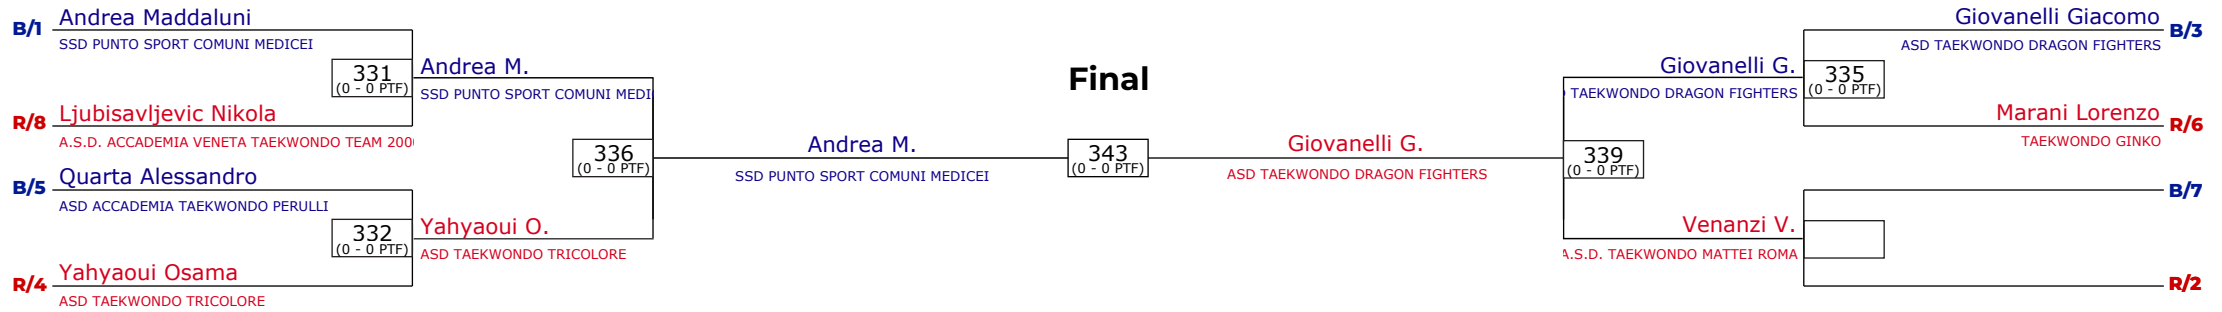 B/1 Andrea Maddaluni
SSD PUNTO SPORT COMUNI MEDICEI
331
(0 - 0 PTF)
R/8 Ljubisavljevic Nikola
A.S.D. ACCADEMIA VENETA TAEKWONDO TEAM 200
B/5 Quarta Alessandro
ASD ACCADEMIA TAEKWONDO PERULLI
332
(0 - 0 PTF)
R/4 Yahyaoui Osama
ASD TAEKWONDO TRICOLORE
Andrea M.
SSD PUNTO SPORT COMUNI MEDI
336
(0 - 0 PTF)
Yahyaoui O.
ASD TAEKWONDO TRICOLORE
Final
Andrea M.
SSD PUNTO SPORT COMUNI MEDICEI
343
(0 - 0 PTF)
Giovanelli G.
ASD TAEKWONDO DRAGON FIGHTERS
Giovanelli G.
TAEKWONDO DRAGON FIGHTERS
339
(0 - 0 PTF)
Venanzi V.
A.S.D. TAEKWONDO MATTEI ROMA
Giovanelli Giacomo B/3
ASD TAEKWONDO DRAGON FIGHTERS
335
(0 - 0 PTF)
Marani Lorenzo R/6
TAEKWONDO GINKO
B/7
R/2